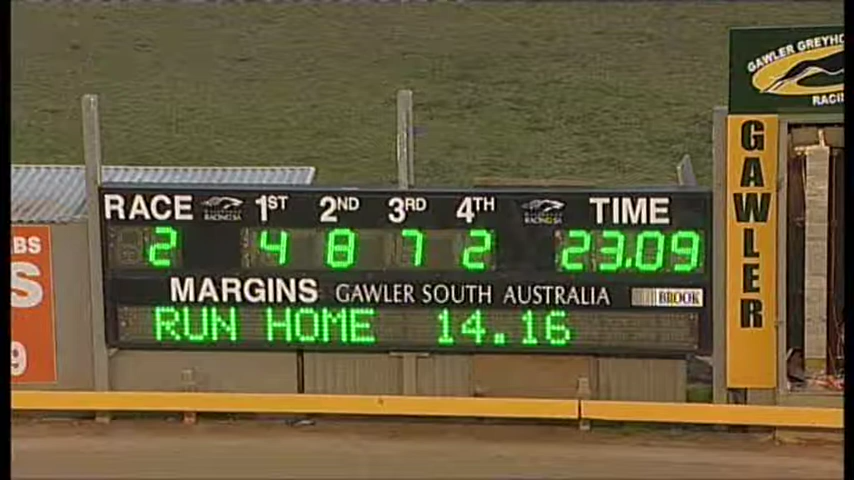 GAWLER GREYHO
RACIN
GAWLER
RACE 1ST 2ND 3RD 4TH TIME
2 4 8 7 2 23.09
MARGINS GAWLER SOUTH AUSTRALIA BROOK
RUN HOME 14.16
BS
S
9